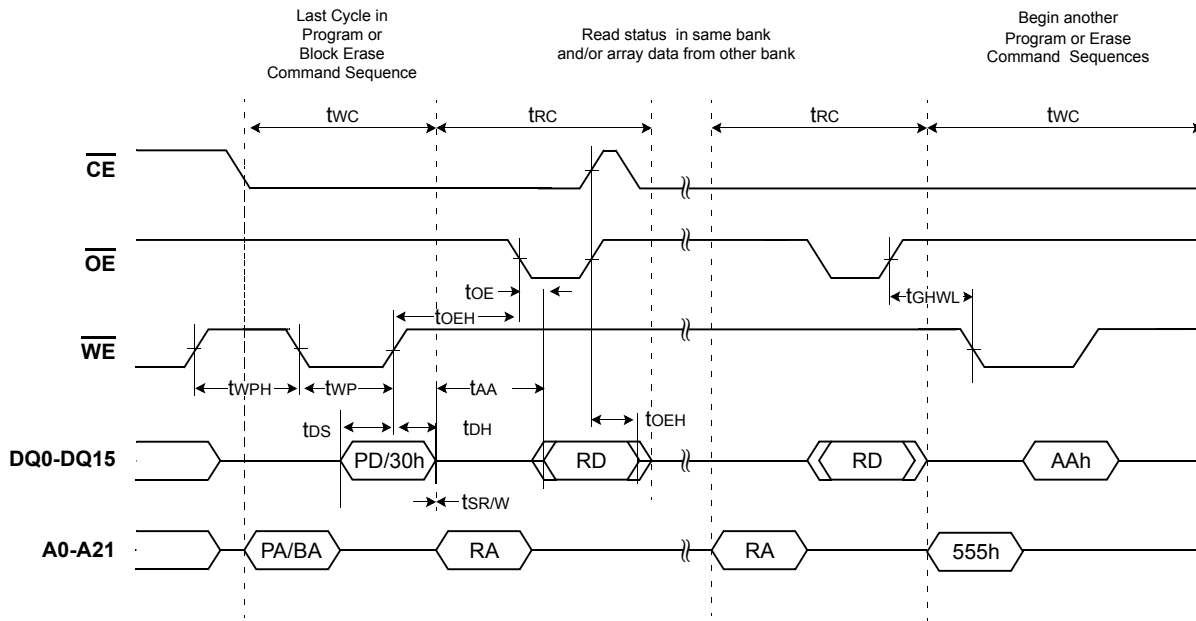 Last Cycle in
Program or
Block Erase
Command Sequence
Read status in same bank
and/or array data from other bank
Begin another
Program or Erase
Command Sequences
tWC
tRC
tRC
tWC
CE
OE
tOE
tGHWL
tOEH
WE
tWPH
tWP
tAA
tDS
tDH
tOEH
DQ0-DQ15
PD/30h
RD
RD
AAh
tSR/W
A0-A21
PA/BA
RA
RA
555h